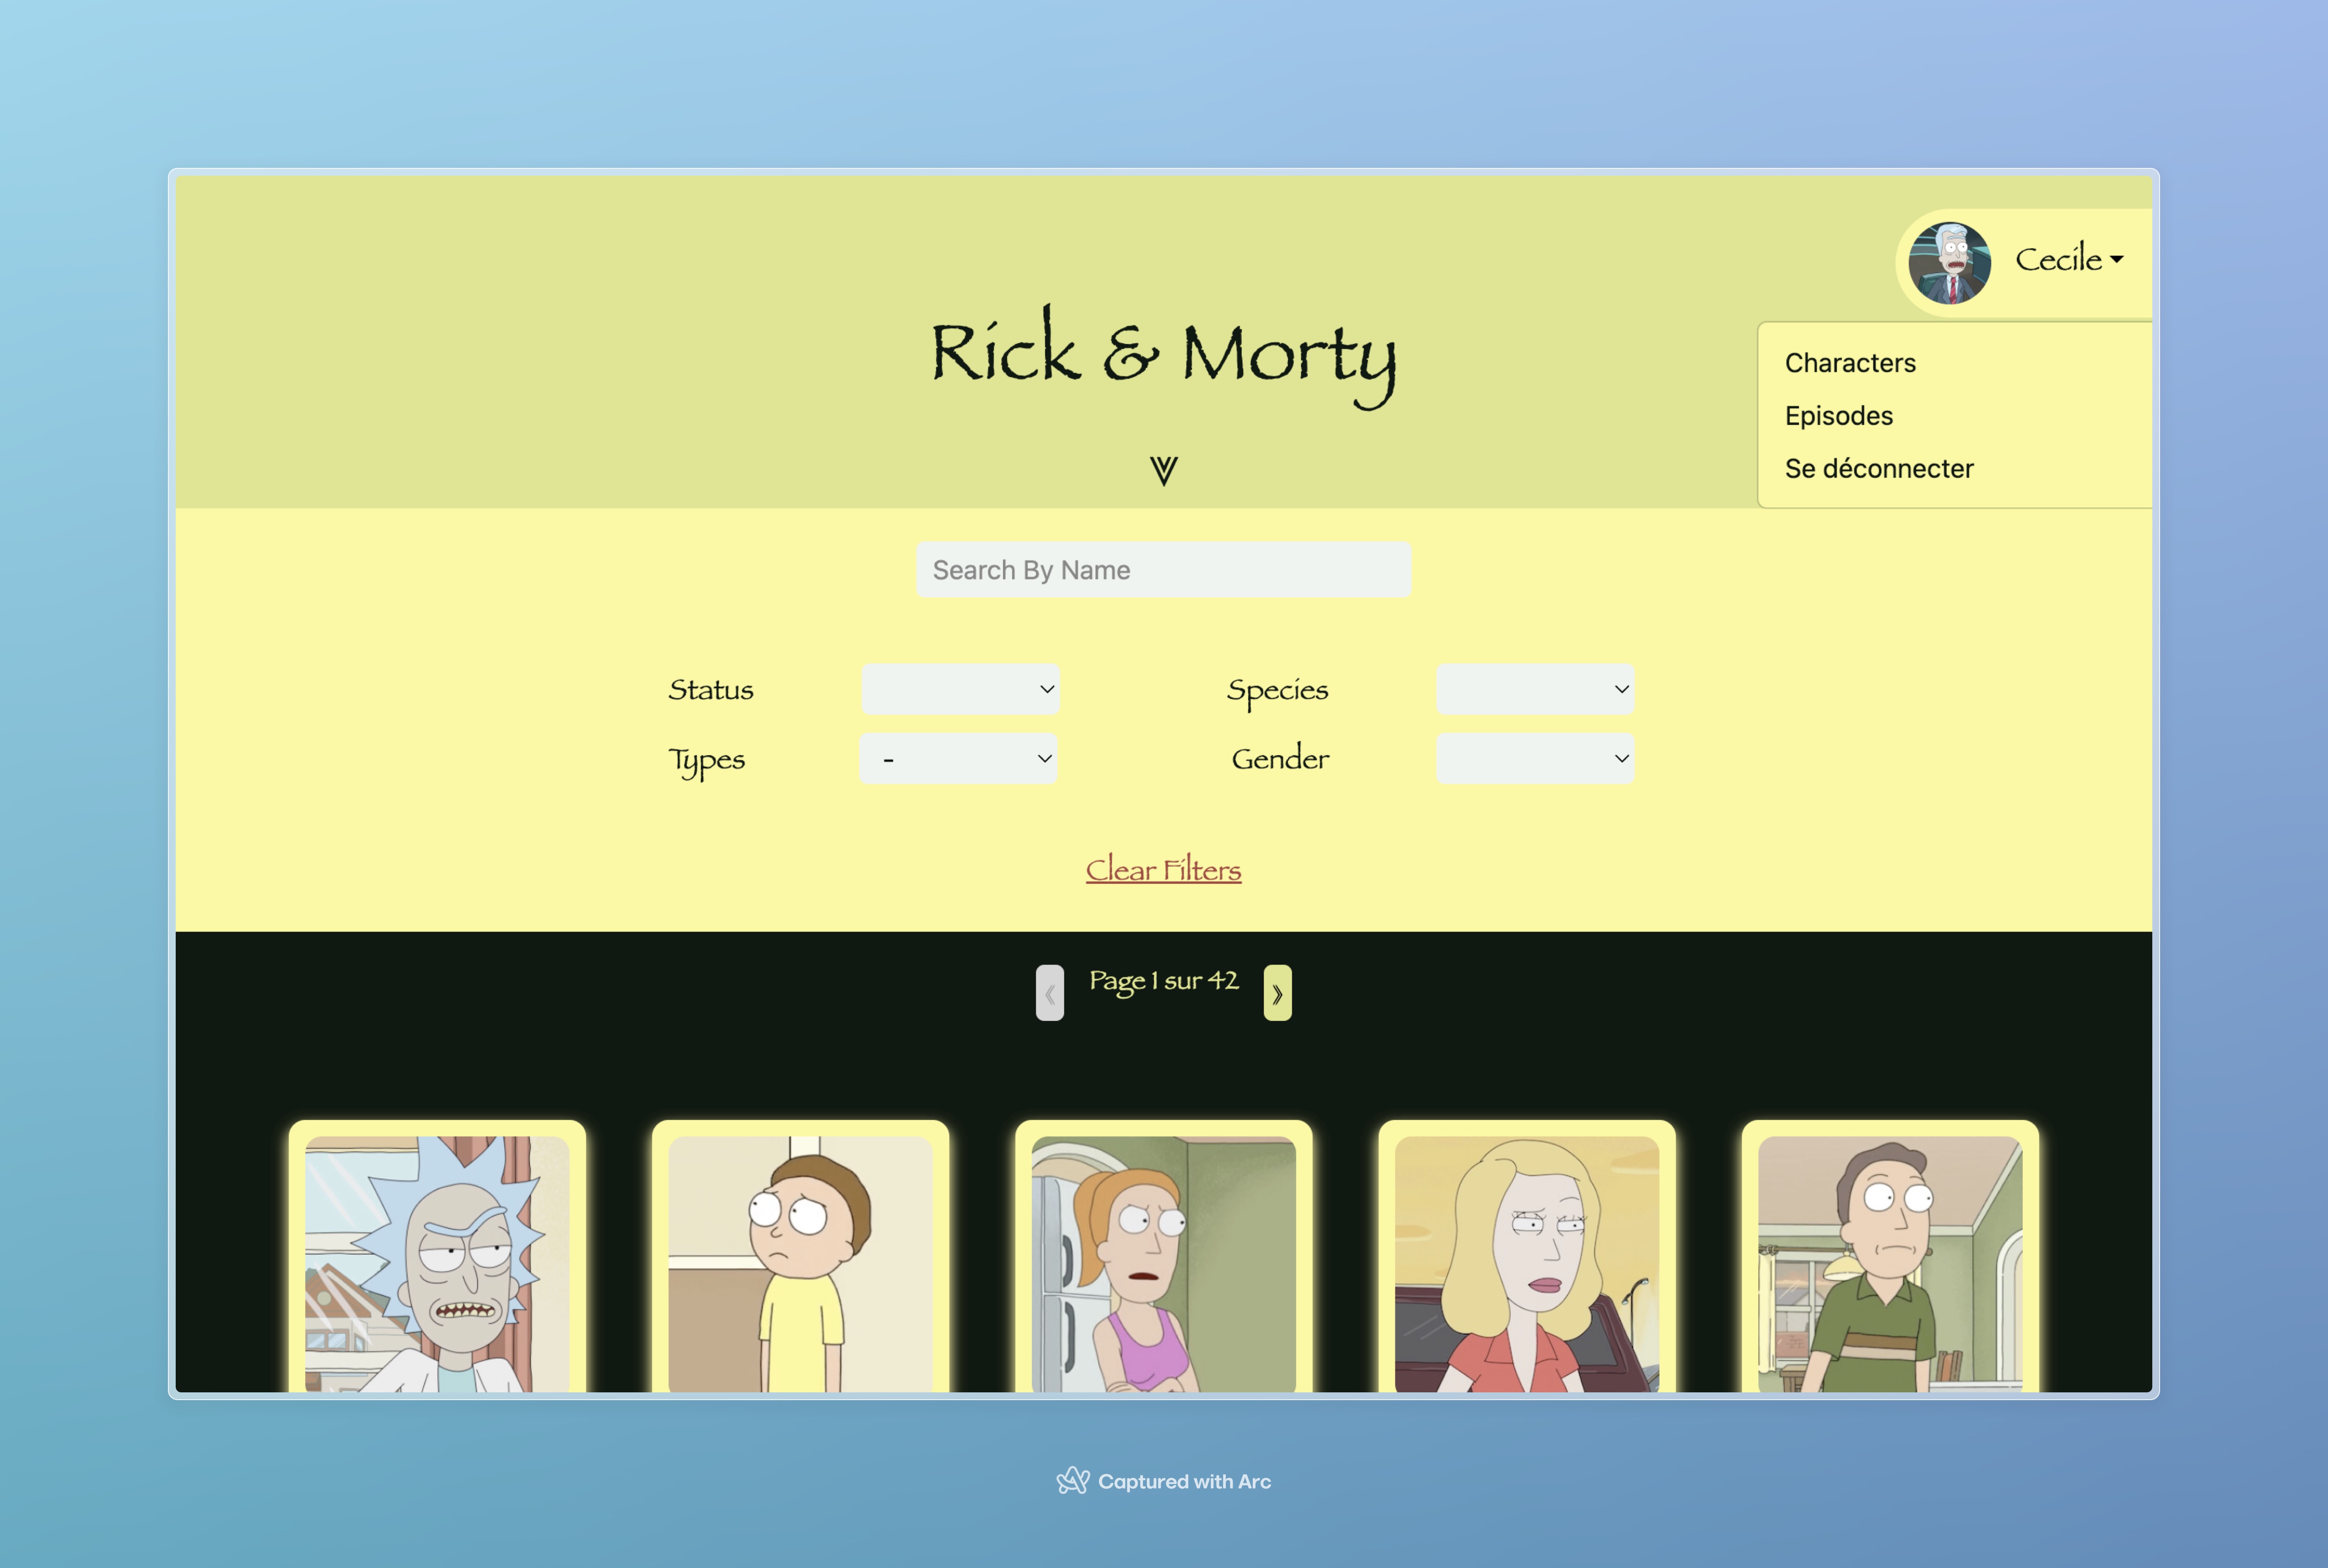 Cecile
Rick & Morty
Characters
Episodes
Se déconnecter
Search By Name
Status
Species
Types
-
Gender
Clear Filters
《
Page 1 sur 42
》
Captured with Arc